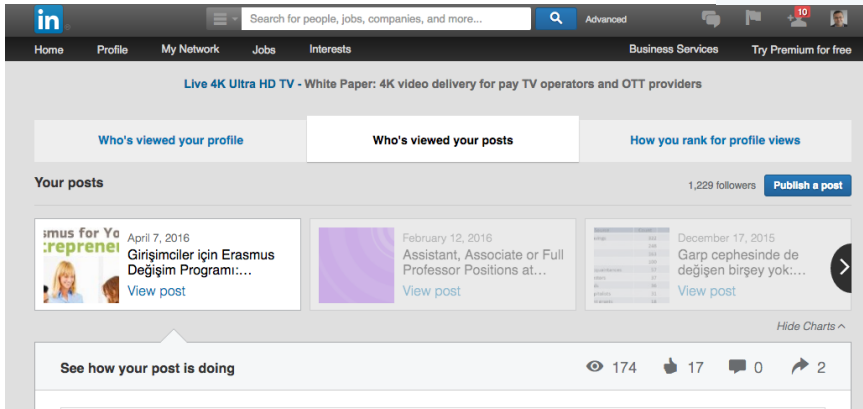 in
Search for people, jobs, companies, and more...
Advanced
10
Home Profile My Network Jobs Interests Business Services Try Premium for free
Live 4K Ultra HD TV - White Paper: 4K video delivery for pay TV operators and OTT providers
Who's viewed your profile
Who's viewed your posts
How you rank for profile views
Your posts
1,229 followers
Publish a post
April 7, 2016
Girişimciler için Erasmus
Değişim Programı:...
View post
February 12, 2016
Assistant, Associate or Full
Professor Positions at...
View post
December 17, 2015
Garp cephesinde de
değişen birşey yok:...
View post
Hide Charts
See how your post is doing
174
17
0
2